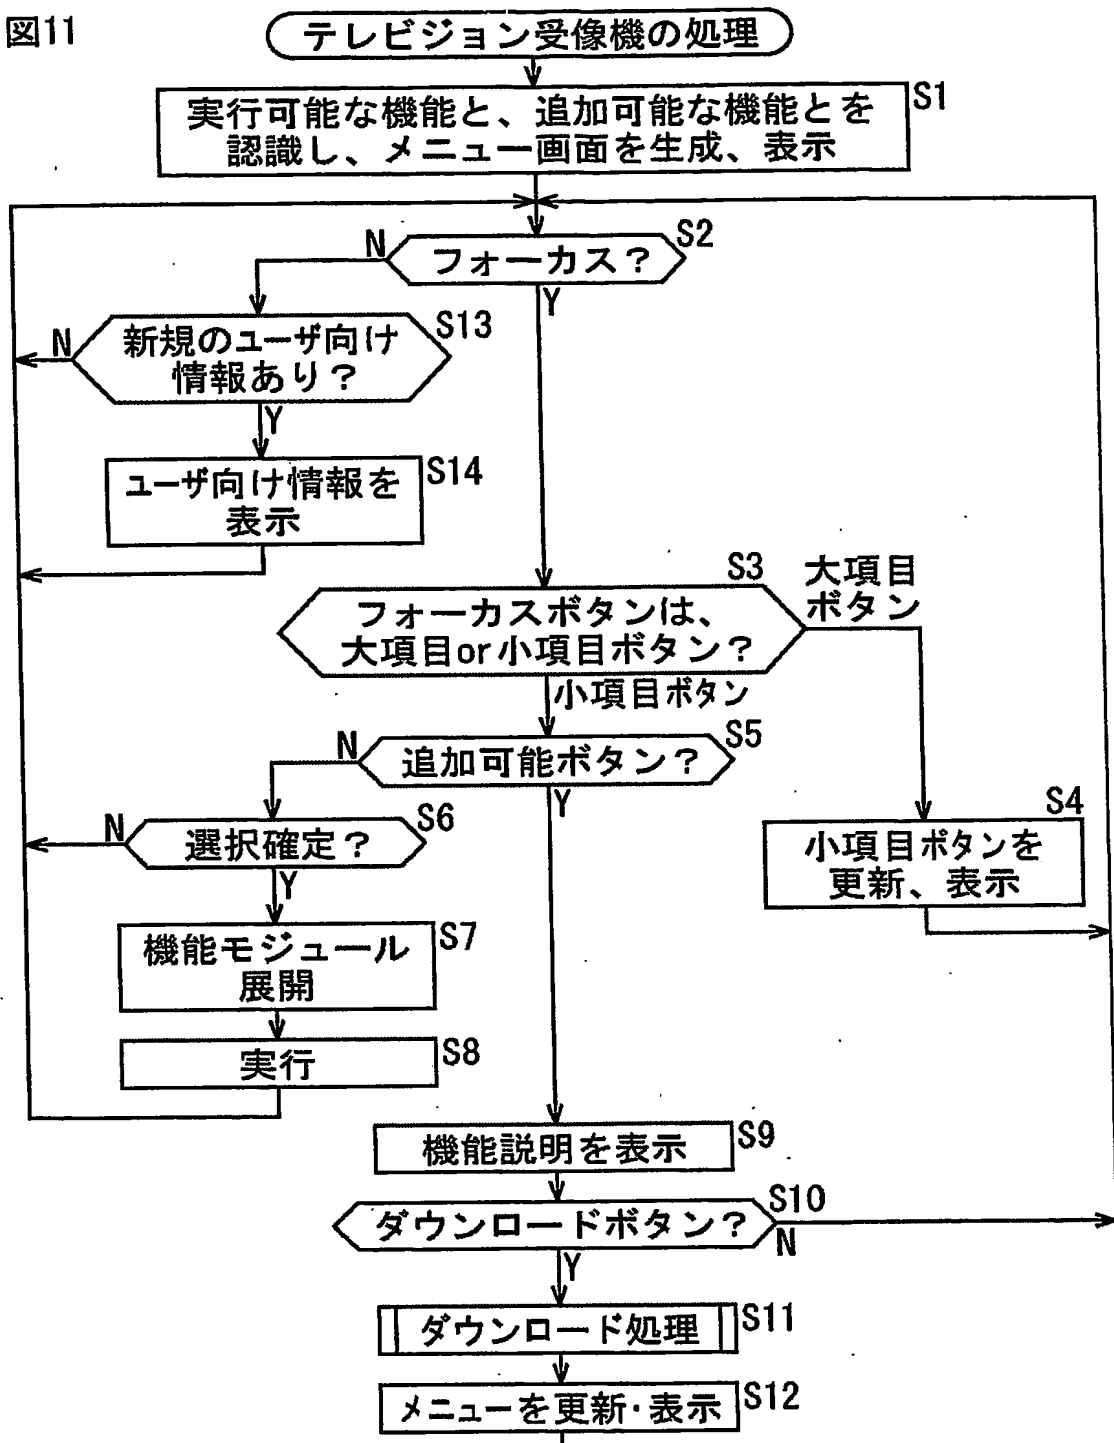 図11
テレビジョン受像機の処理
実行可能な機能と、追加可能な機能とを
認識し、メニュー画面を生成、表示
S1
フォーカス？
S2
N
Y
新規のユーザ向け
情報あり？
S13
N
Y
ユーザ向け情報を
表示
S14
フォーカスボタンは、
大項目or小項目ボタン？
S3
大項目
ボタン
小項目ボタン
追加可能ボタン？
S5
N
Y
選択確定？
S6
N
Y
小項目ボタンを
更新、表示
S4
機能モジュール
展開
S7
実行
S8
機能説明を表示
S9
ダウンロードボタン？
S10
N
Y
ダウンロード処理
S11
メニューを更新・表示
S12